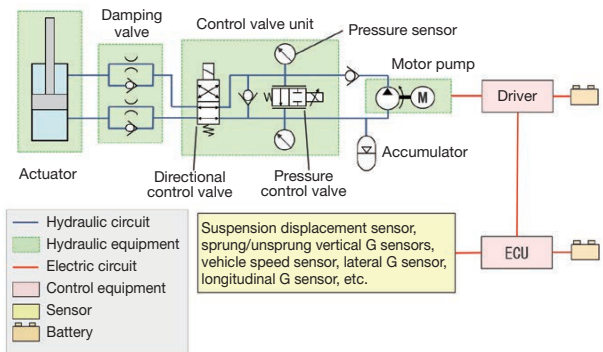 Damping
valve
Control valve unit
Pressure sensor
Motor pump
M
Driver
Actuator
Directional
control valve
Pressure
control valve
Accumulator
Hydraulic circuit
Hydraulic equipment
Electric circuit
Control equipment
Sensor
Battery
Suspension displacement sensor,
sprung/unsprung vertical G sensors,
vehicle speed sensor, lateral G sensor,
longitudinal G sensor, etc.
ECU